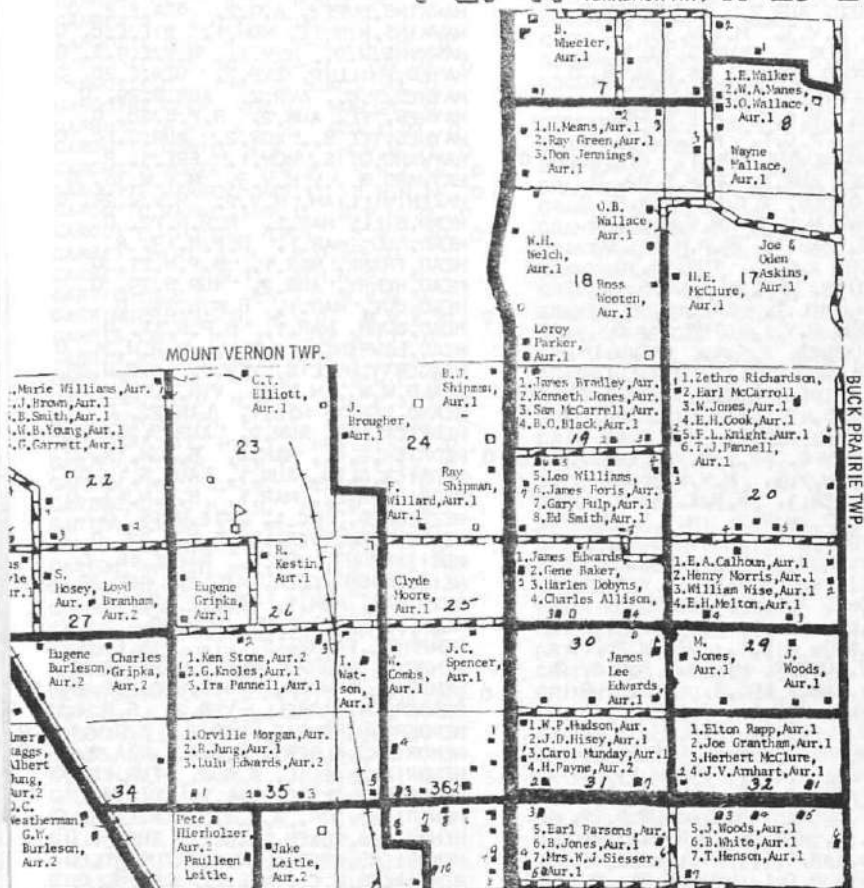 B.
Wheeler,
Aur.1
7
1.E.Walker
2.W.A.Manes,
3.O.Wallace,
Aur.1
8
Wayne
Wallace,
Aur.1
1.H.Means,Aur.1
2.Ray Green,Aur.1
3.Don Jennings,
Aur.1
O.B.
Wallace,
Aur.1
W.H.
Welch,
Aur.1
18
Ross
Wooten,
Aur.1
Leroy
Parker,
Aur.1
H.E.
McClure,
Aur.1
17
Joe &
Oden
Askins,
Aur.1
MOUNT VERNON TWP.
BUCK PRAIRIE TWP.
Marie Williams,Aur.
J.Brown,Aur.1
B.Smith,Aur.1
W.B.Young,Aur.1
G.Garrett,Aur.1
22
C.T.
Elliott,
Aur.1
23
J.
Brougher,
Aur.1
24
B.J.
Shipman,
Aur.1
Ray
Shipman,
Aur.1
F.
Willard,
Aur.1
1.James Bradley,Aur.
2.Kenneth Jones,Aur.
3.Sam McCarrell,Aur.
4.B.O.Black,Aur.1
19
5.Leo Williams,
6.James Foris,Aur.
7.Gary Fulp,Aur.1
8.Ed Smith,Aur.1
1.Zethro Richardson,
2.Earl McCarroll
3.W.Jones,Aur.1
4.E.H.Cook,Aur.1
5.F.L.Knight,Aur.1
6.T.J.Pannell,
Aur.1
20
S.
Hosey,
Aur.
Loyd
Branham,
Aur.2
27
Eugene
Gripka,
Aur.1
R.
Kestin,
Aur.1
26
Clyde
Moore,
Aur.1
25
1.James Edwards
2.Gene Baker,
3.Harlen Dobyns,
4.Charles Allison,
30
James
Lee
Edwards,
Aur.1
1.E.A.Calhoun,Aur.1
2.Henry Morris,Aur.1
3.William Wise,Aur.1
4.E.H.Melton,Aur.1
M.
Jones,
Aur.1
29
J.
Woods,
Aur.1
Eugene
Burleson,
Aur.2
Charles
Gripka,
Aur,2
1.Ken Stone,Aur.2
2.G.Knoles,Aur.1
3.Ira Pannell,Aur.1
I.
Wat-
son,
Aur.1
W.
Combs,
Aur.1
J.C.
Spencer,
Aur.1
Albert
Jung,
Aur.2
34
1.Orville Morgan,Aur.
2.R.Jung,Aur.1
3.Lulu Edwards,Aur.2
35
36
1.W.P.Hudson,Aur.
2.J.D.Hisey,Aur.1
3.Carol Munday,Aur.1
4.H.Payne,Aur.2
31
5.Earl Parsons,Aur.
6.B.Jones,Aur.1
7.Mrs.W.J.Siesser,
Aur.1
1.Elton Rapp,Aur.1
2.Joe Grantham,Aur.1
3.Herbert McClure,
4.J.V.Arnhart,Aur.1
32
5.J.Woods,Aur.1
6.B.White,Aur.1
7.T.Henson,Aur.1
O.C.
Weatherman,
G.W.
Burleson,
Aur.2
Pete
Hierholzer,
Aur.2
Paulleen
Leitle,
Jake
Leitle,
Aur.2